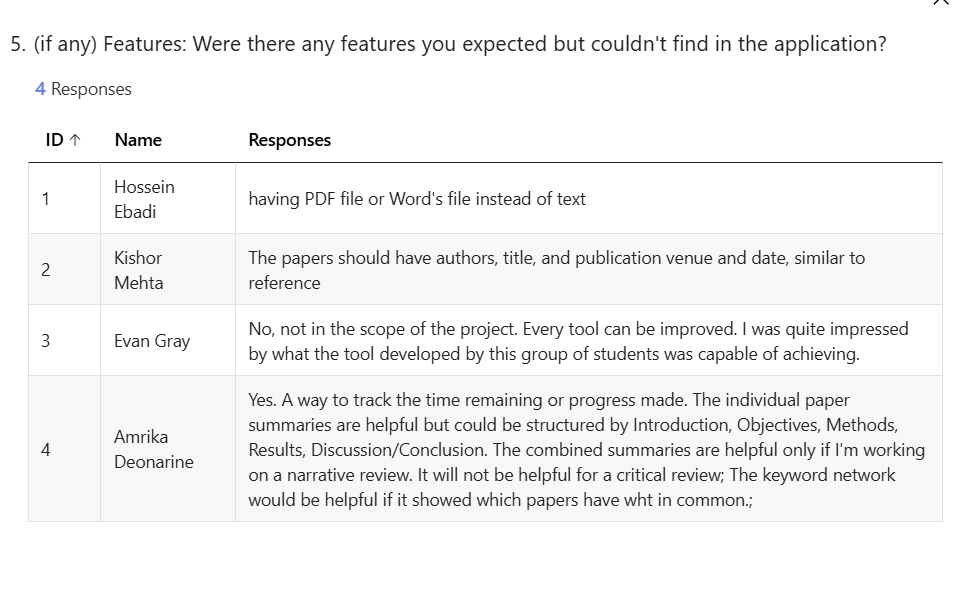 5. (if any) Features: Were there any features you expected but couldn't find in the application?
4 Responses
ID ↑ Name Responses
1
Hossein
Ebadi
having PDF file or Word's file instead of text
2
Kishor
Mehta
The papers should have authors, title, and publication venue and date, similar to
reference
3
Evan Gray
No, not in the scope of the project. Every tool can be improved. I was quite impressed
by what the tool developed by this group of students was capable of achieving.
4
Amrika
Deonarine
Yes. A way to track the time remaining or progress made. The individual paper
summaries are helpful but could be structured by Introduction, Objectives, Methods,
Results, Discussion/Conclusion. The combined summaries are helpful only if I'm working
on a narrative review. It will not be helpful for a critical review; The keyword network
would be helpful if it showed which papers have wht in common.;